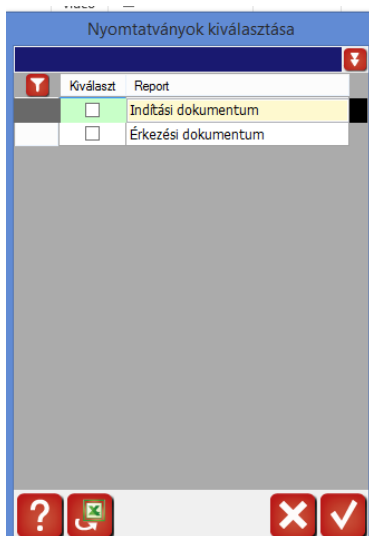 Nyomtatványok kiválasztása
Kiválaszt Report
Indítási dokumentum
Érkezési dokumentum
?